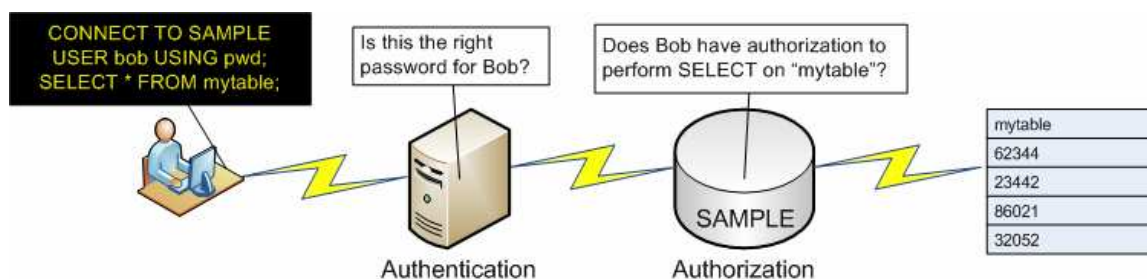 CONNECT TO SAMPLE
USER bob USING pwd;
SELECT * FROM mytable;
Is this the right
password for Bob?
Does Bob have authorization to
perform SELECT on “mytable”?
mytable
62344
23442
86021
32052
SAMPLE
Authentication
Authorization